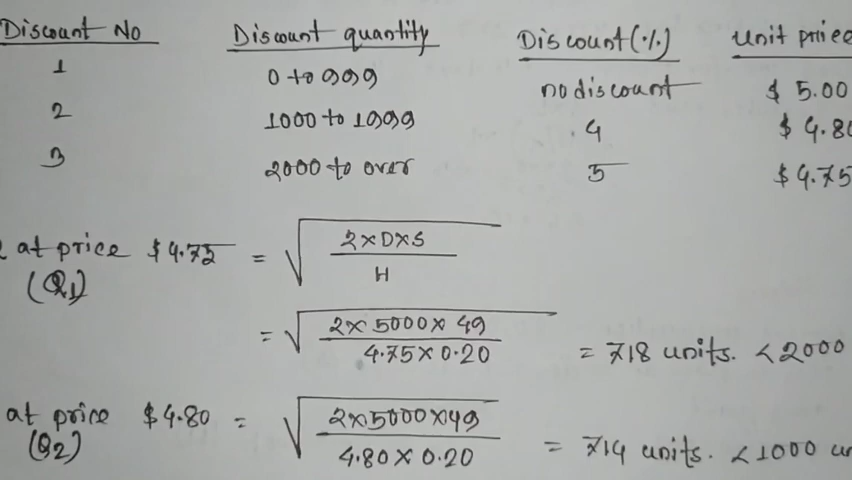 Discount No Discount quantity Discount (%) Unit price
1 0 to 999 no discount $ 5.00
2 1000 to 1999 4 $ 4.80
3 2000 to over 5 $ 4.75
at price $4.75 = √ 2×D×S / H
(Q1)
= √ 2×5000×49 / 4.75×0.20 = 718 units. <2000
at price $4.80 = √ 2×5000×49 / 4.80×0.20 = 714 units. <1000
(Q2)